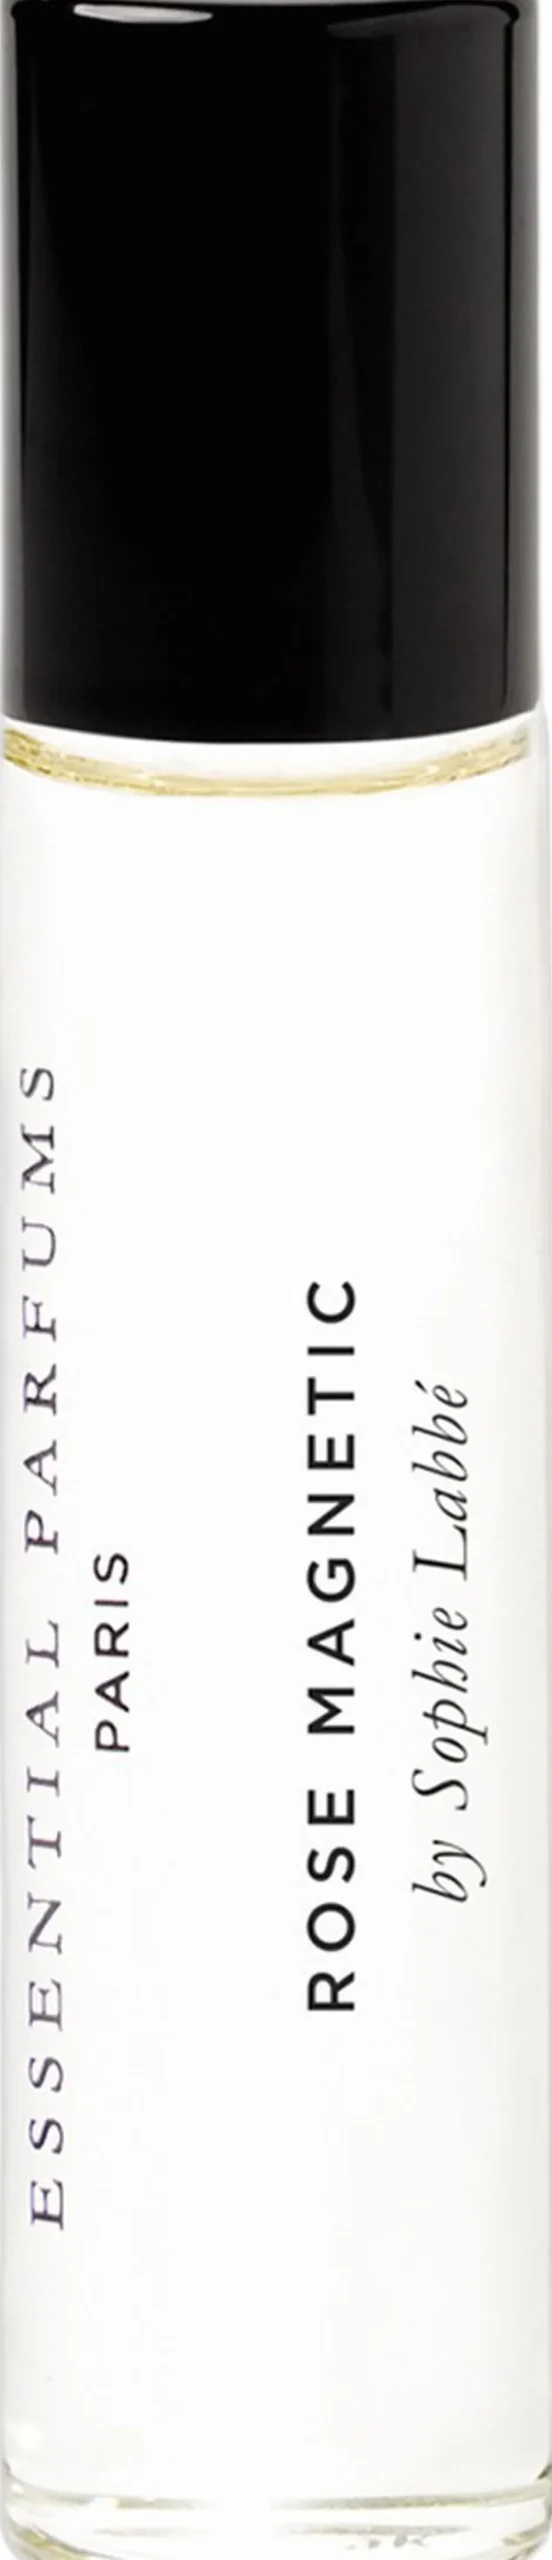 ESSENTIAL PARFUMS
PARIS
ROSE MAGNETIC
by Sophie Labbé